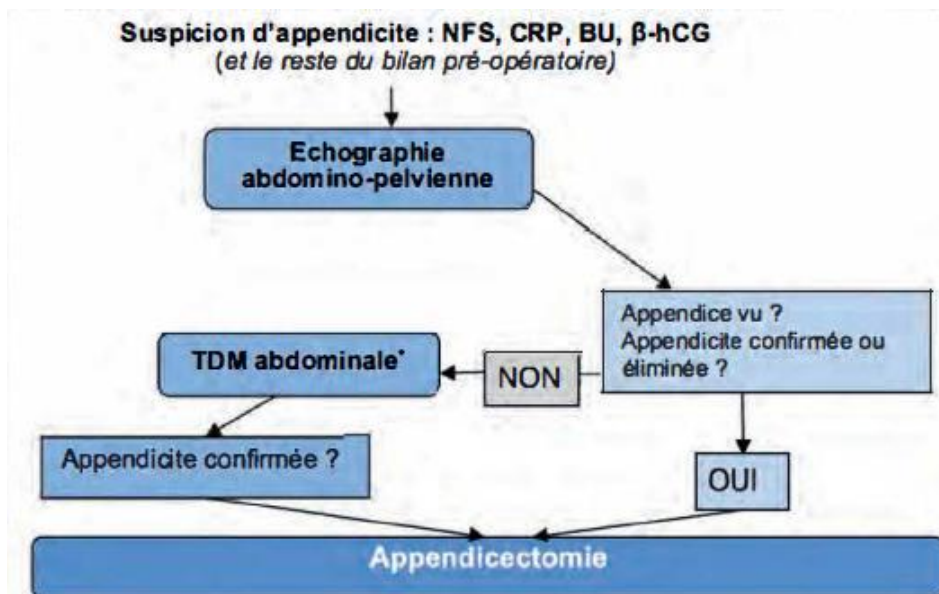 Suspicion d'appendicite : NFS, CRP, BU, β-hCG
(et le reste du bilan pré-opératoire)
Echographie
abdomino-pelvienne
Appendice vu ?
Appendicite confirmée ou
éliminée ?
TDM abdominale*
NON
Appendicite confirmée ?
OUI
Appendicectomie